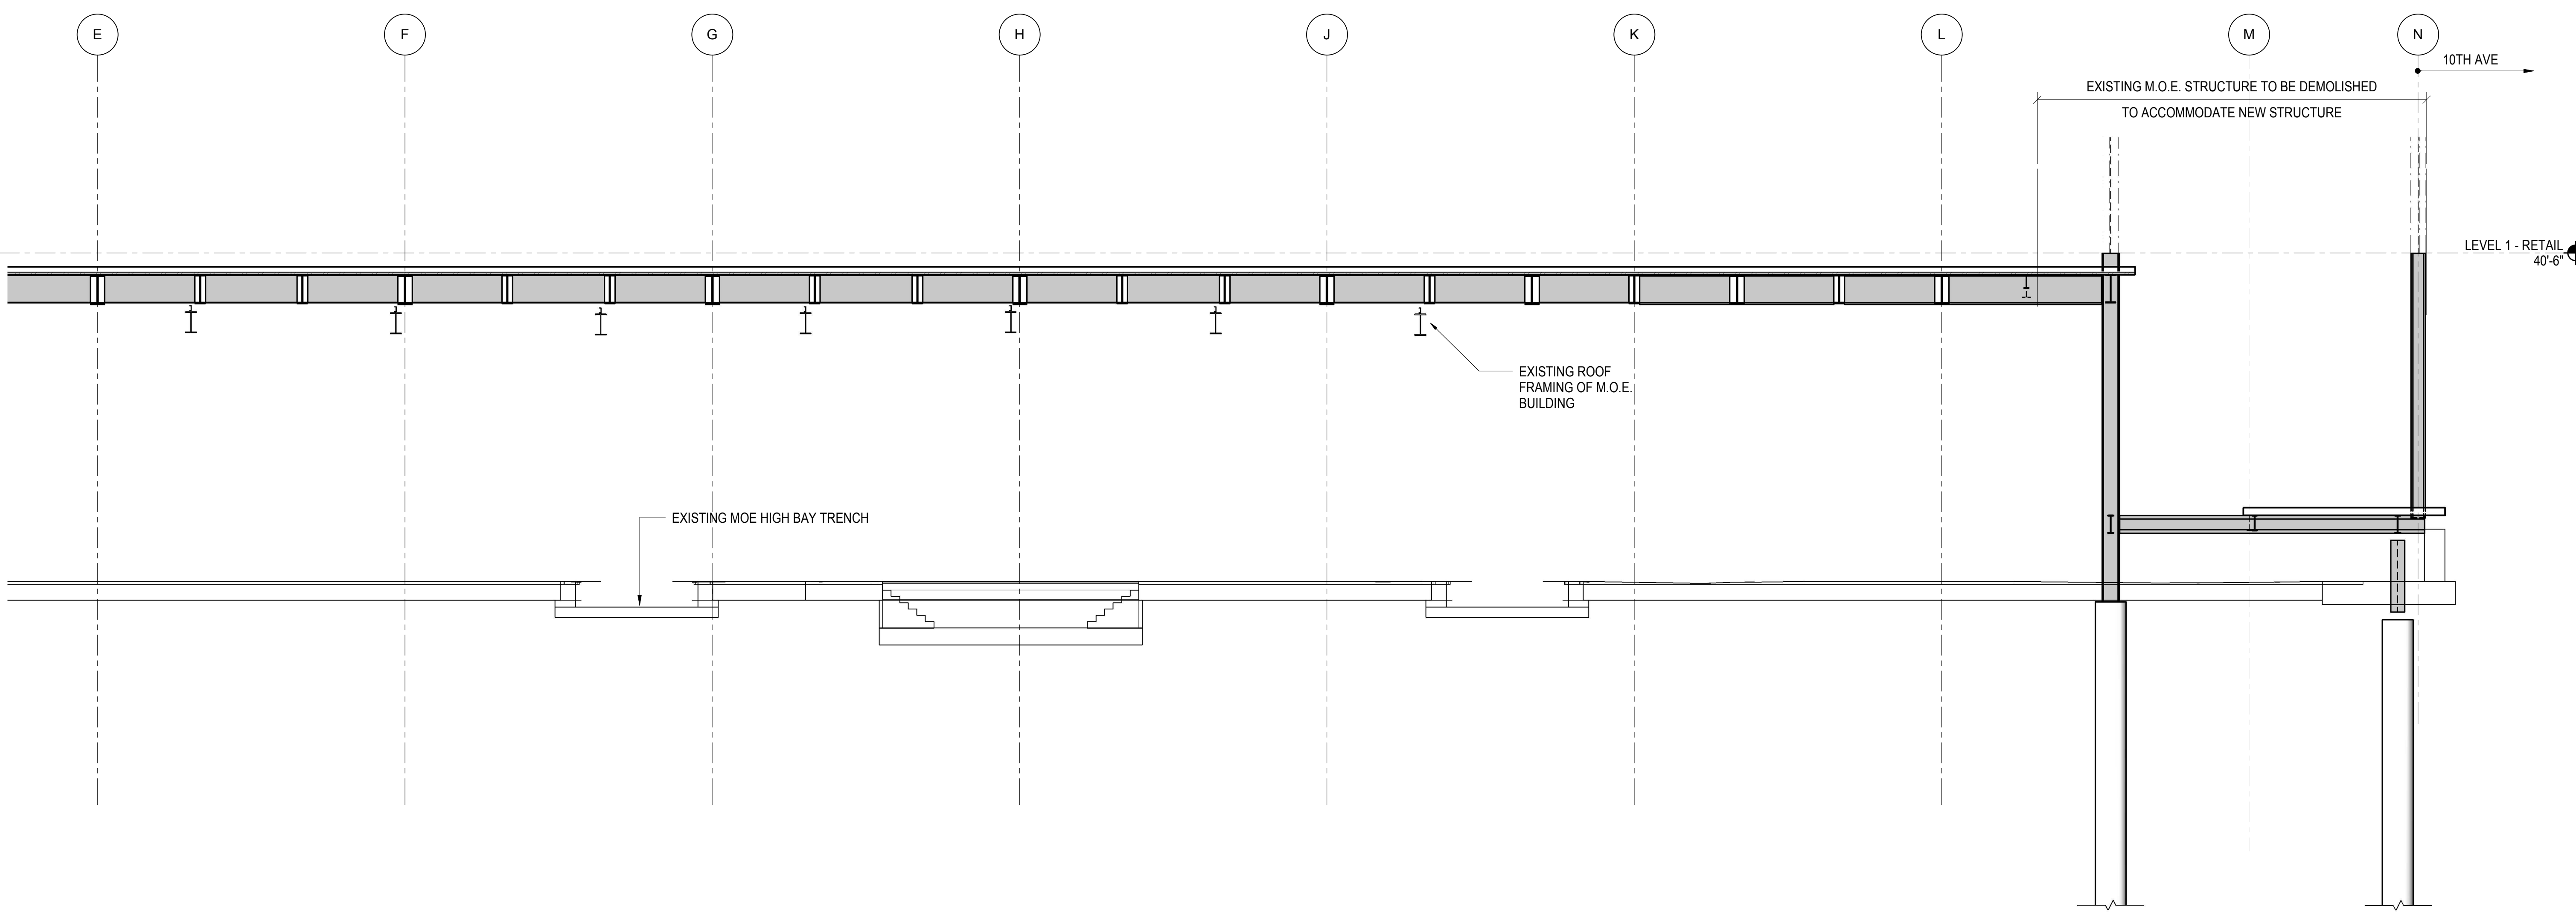 E
F
G
H
J
K
L
M
N
10TH AVE
EXISTING M.O.E. STRUCTURE TO BE DEMOLISHED
TO ACCOMMODATE NEW STRUCTURE
LEVEL 1 - RETAIL
40'-6"
EXISTING ROOF
FRAMING OF M.O.E.
BUILDING
EXISTING MOE HIGH BAY TRENCH